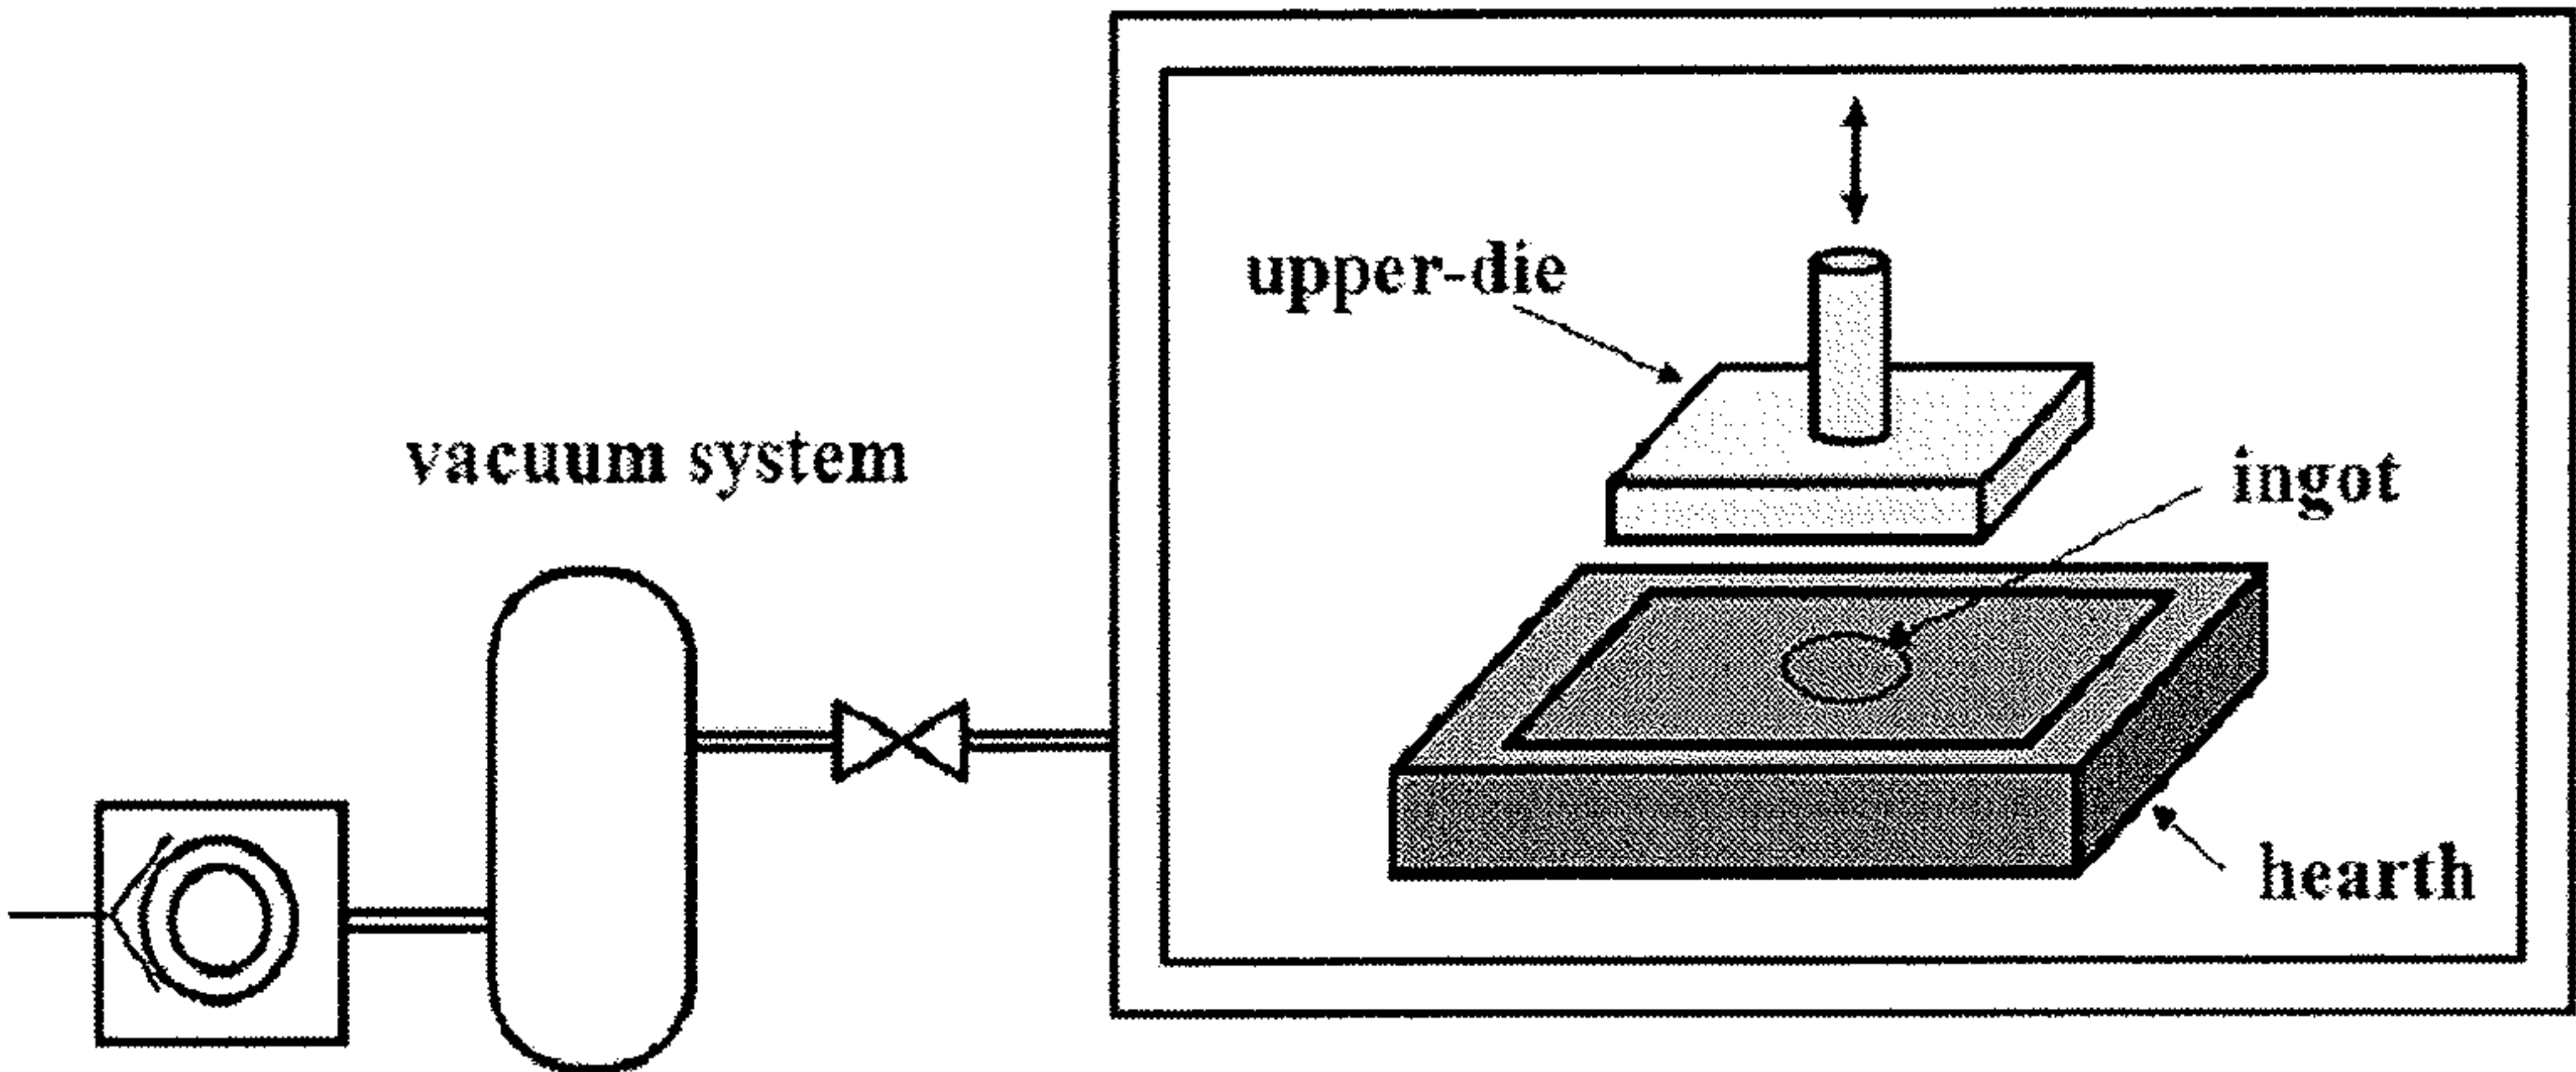 upper-die
vacuum system
ingot
hearth